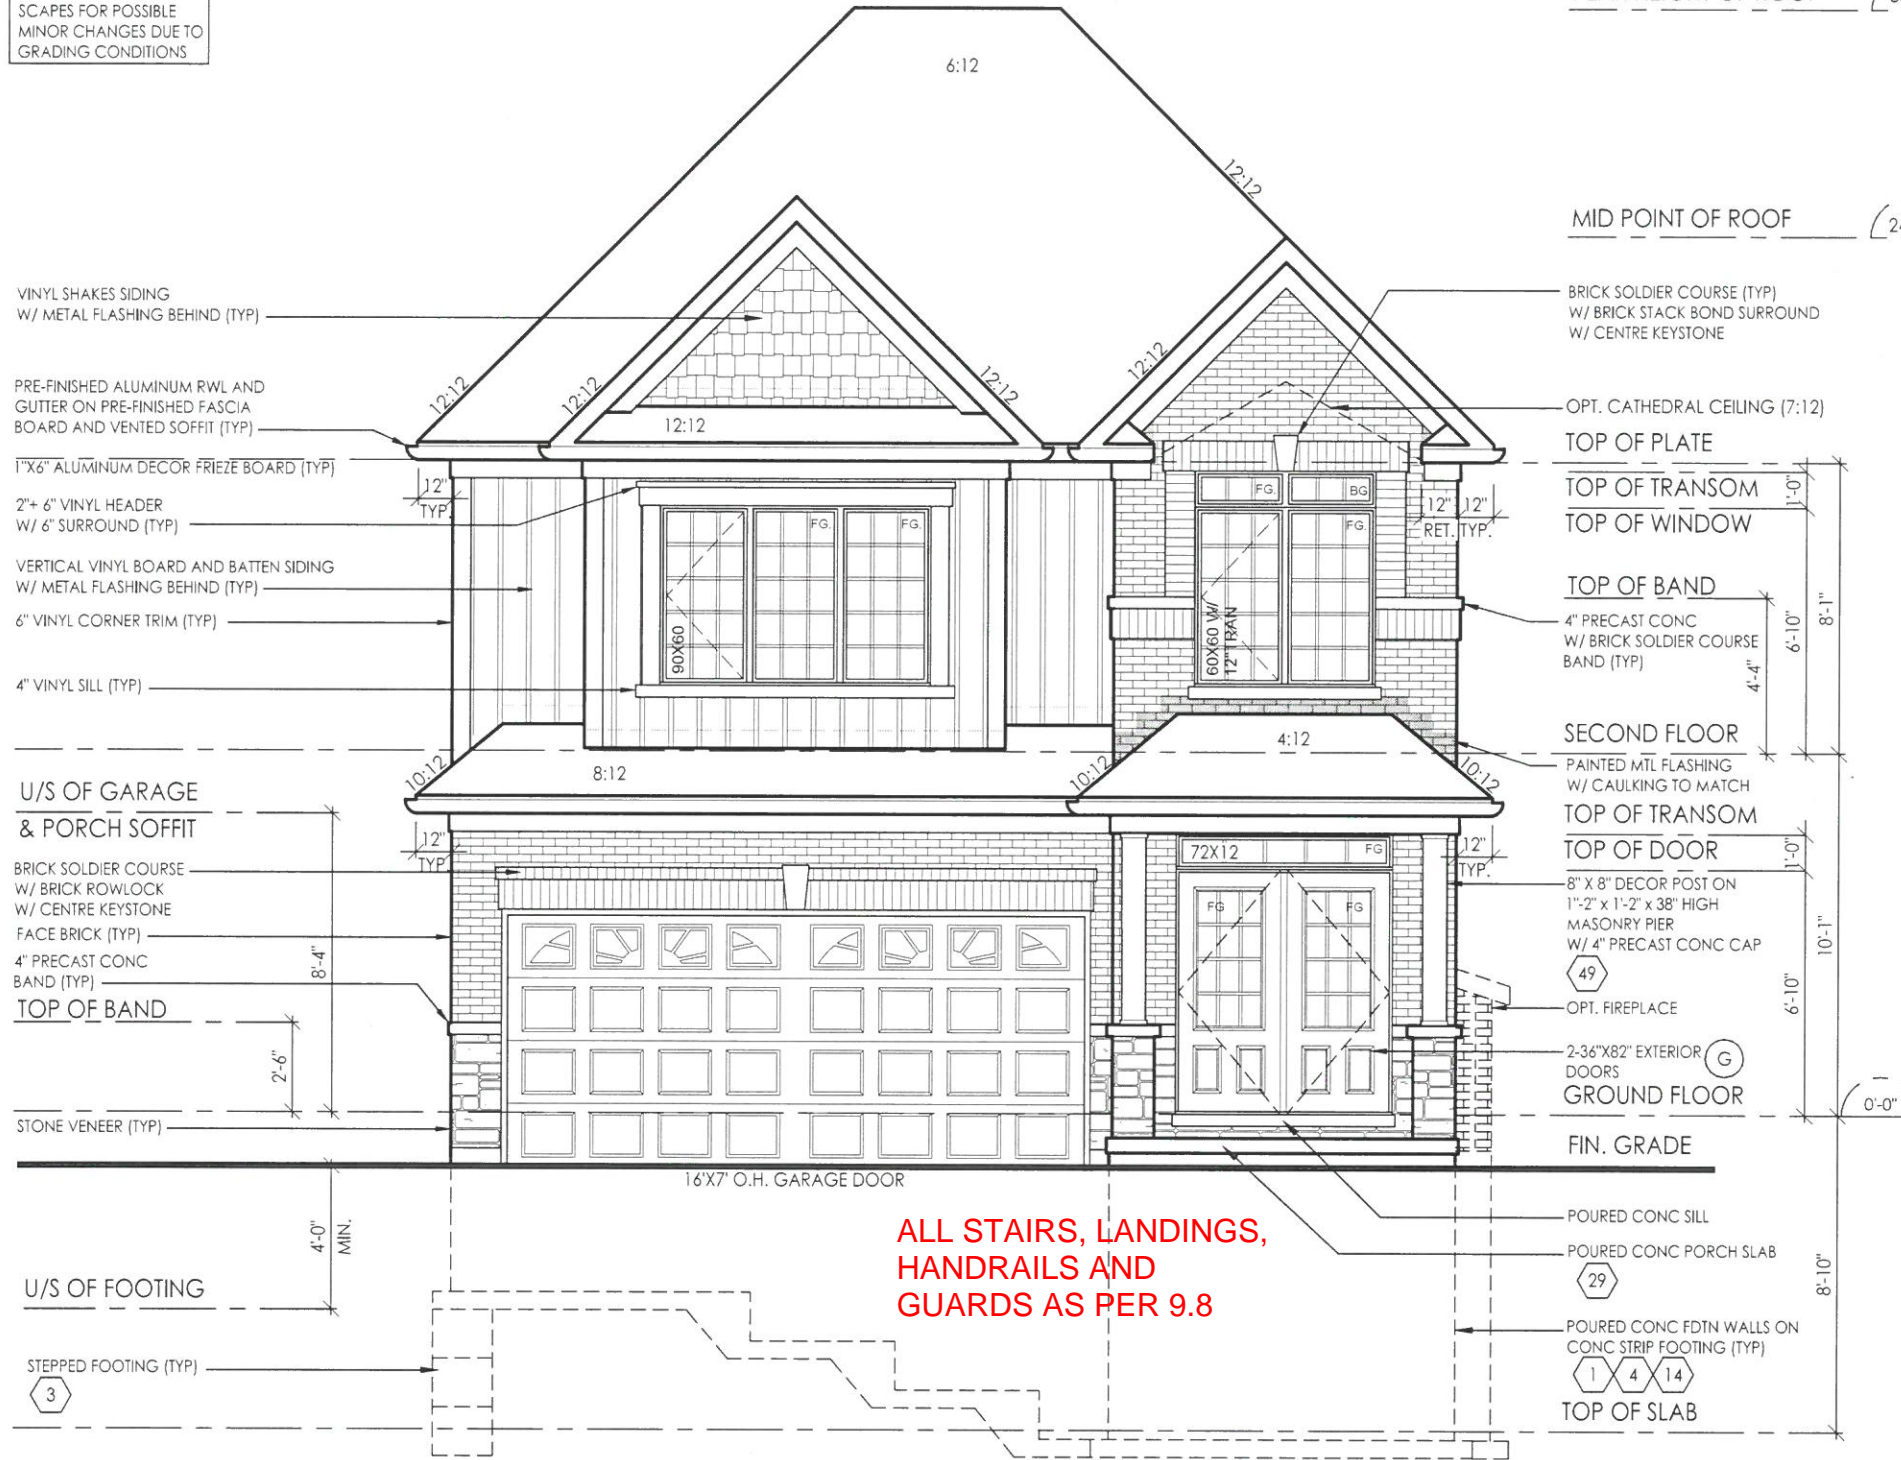 SCAPES FOR POSSIBLE
MINOR CHANGES DUE TO
GRADING CONDITIONS
6:12
12:12
MID POINT OF ROOF
VINYL SHAKES SIDING
W/ METAL FLASHING BEHIND (TYP)
BRICK SOLDIER COURSE (TYP)
W/ BRICK STACK BOND SURROUND
W/ CENTRE KEYSTONE
PRE-FINISHED ALUMINUM RWL AND
GUTTER ON PRE-FINISHED FASCIA
BOARD AND VENTED SOFFIT (TYP)
12:12
12:12
12:12
12:12
12:12
OPT. CATHEDRAL CEILING (7:12)
TOP OF PLATE
1"X6" ALUMINUM DECOR FRIEZE BOARD (TYP)
12"
TYP.
2"+ 6" VINYL HEADER
W/ 6" SURROUND (TYP)
FG.
FG.
90X60
FG.
BG
FG.
60X60 W/
12" TRAN
12" 12"
RET. TYP.
TOP OF TRANSOM
1'-0"
TOP OF WINDOW
VERTICAL VINYL BOARD AND BATTEN SIDING
W/ METAL FLASHING BEHIND (TYP)
6" VINYL CORNER TRIM (TYP)
4" VINYL SILL (TYP)
TOP OF BAND
4" PRECAST CONC
W/ BRICK SOLDIER COURSE
BAND (TYP)
4'-4"
6'-10"
8'-1"
SECOND FLOOR
PAINTED MTL FLASHING
W/ CAULKING TO MATCH
10:12
8:12
10:12
4:12
10:12
U/S OF GARAGE
& PORCH SOFFIT
TOP OF TRANSOM
TOP OF DOOR
1'-0"
12"
TYP.
72X12
FG
12"
TYP.
BRICK SOLDIER COURSE
W/ BRICK ROWLOCK
W/ CENTRE KEYSTONE
FACE BRICK (TYP)
4" PRECAST CONC
BAND (TYP)
8'-4"
TOP OF BAND
2'-6"
STONE VENEER (TYP)
FG
FG
8" X 8" DECOR POST ON
1"-2" x 1'-2" x 38" HIGH
MASONRY PIER
W/ 4" PRECAST CONC CAP
49
OPT. FIREPLACE
6'-10"
10'-1"
2-36"X82" EXTERIOR
DOORS
G
GROUND FLOOR
0'-0"
FIN. GRADE
16'X7' O.H. GARAGE DOOR
4'-0"
MIN.
ALL STAIRS, LANDINGS,
HANDRAILS AND
GUARDS AS PER 9.8
POURED CONC SILL
POURED CONC PORCH SLAB
29
8'-10"
U/S OF FOOTING
POURED CONC FDTN WALLS ON
CONC STRIP FOOTING (TYP)
1 4 14
STEPPED FOOTING (TYP)
3
TOP OF SLAB